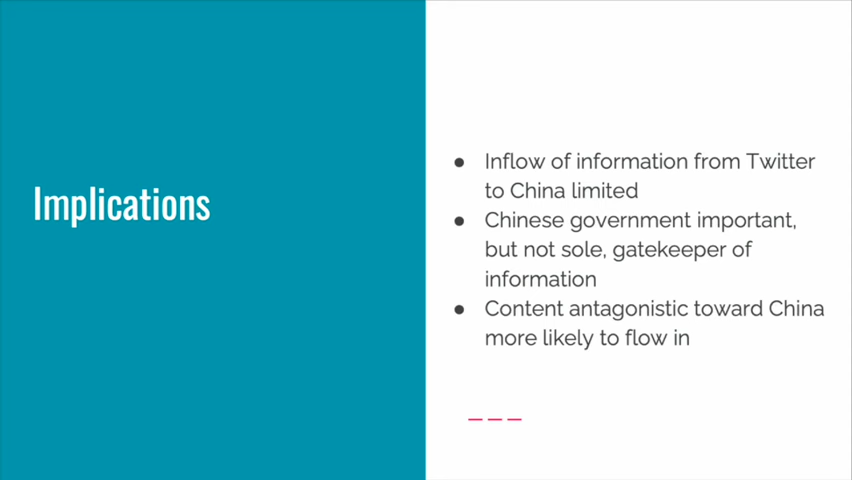 Implications
● Inflow of information from Twitter
to China limited
● Chinese government important,
but not sole, gatekeeper of
information
● Content antagonistic toward China
more likely to flow in